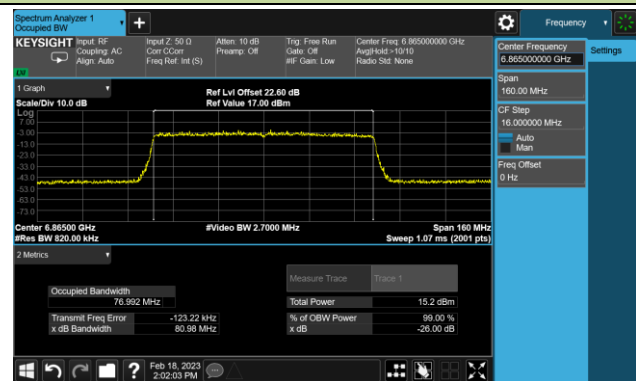 Spectrum Analyzer 1
Occupied BW
Frequency
KEYSIGHT
Input: RF
Coupling: AC
Align: Auto
Input Z: 50 Ω
Corr CCorr
Freq Ref: Int (S)
Atten: 10 dB
Preamp: Off
Trig: Free Run
Gate: Off
#IF Gain: Low
Center Freq: 6.865000000 GHz
Avg|Hold:>10/10
Radio Std: None
Center Frequency
6.865000000 GHz
Settings
Span
160.00 MHz
CF Step
16.000000 MHz
Auto
Man
Freq Offset
0 Hz
1 Graph
Scale/Div 10.0 dB
Ref Lvl Offset 22.60 dB
Ref Value 17.00 dBm
Log
7.00
-3.00
-13.0
-23.0
-33.0
-43.0
-53.0
-63.0
-73.0
Center 6.86500 GHz
#Res BW 820.00 kHz
#Video BW 2.7000 MHz
Span 160 MHz
Sweep 1.07 ms (2001 pts)
2 Metrics
Measure Trace
Trace 1
Occupied Bandwidth
76.992 MHz
Total Power
15.2 dBm
Transmit Freq Error
-123.22 kHz
% of OBW Power
99.00 %
x dB Bandwidth
80.98 MHz
x dB
-26.00 dB
Feb 18, 2023
2:02:03 PM